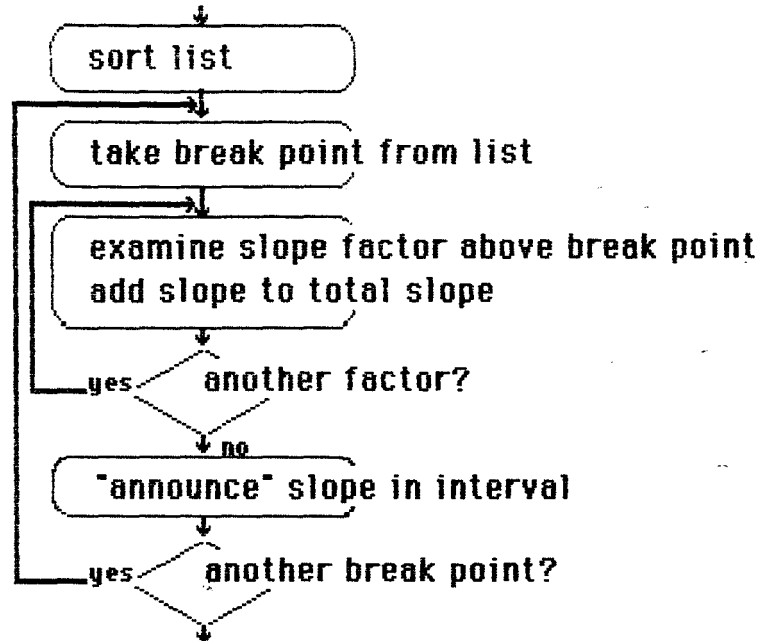 sort list
take break point from list
examine slope factor above break point
add slope to total slope
yes
another factor?
no
"announce" slope in interval
yes
another break point?